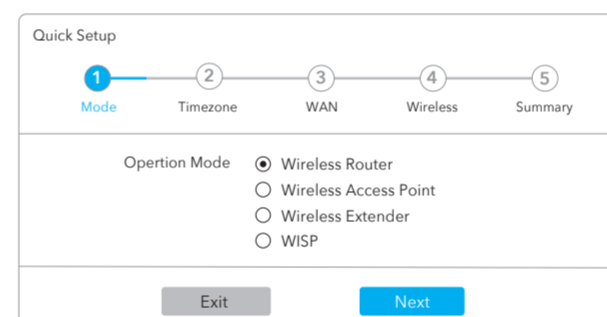 Quick Setup
1 2 3 4 5
Mode Timezone WAN Wireless Summary
Opertion Mode Wireless Router
Wireless Access Point
Wireless Extender
WISP
Exit Next